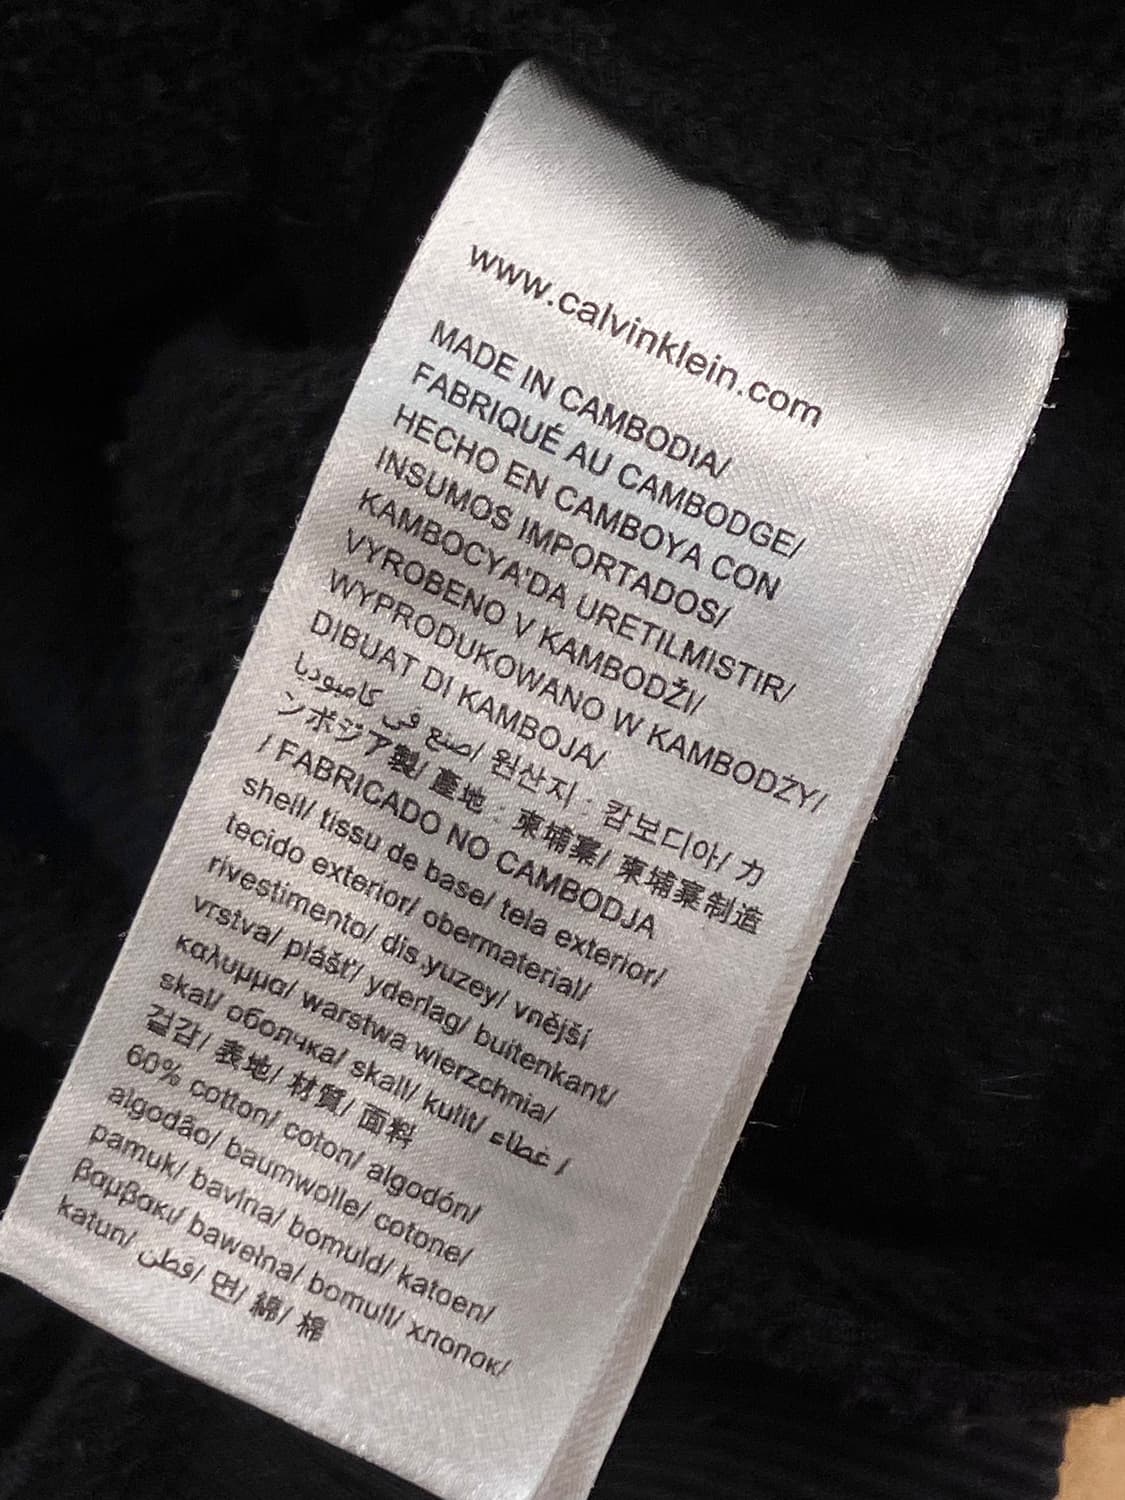 www.calvinklein.com
MADE IN CAMBODIA/
FABRIQUÉ AU CAMBODGE/
HECHO EN CAMBOYA CON
INSUMOS IMPORTADOS/
KAMBOCYA'DA URETILMISTIR/
VYROBENO V KAMBODŽI/
WYPRODUKOWANO W KAMBODŻY/
DIBUAT DI KAMBOJA/
صنع في كامبوديا/ 원산지 : 캄보디아/ カ
ンボジア製/ 產地 : 柬埔寨/ 柬埔寨制造
/ FABRICADO NO CAMBODJA
shell/ tissu de base/ tela exterior/
tecido exterior/ obermaterial/
rivestimento/ dis yuzey/ vnější
vrstva/ plášť/ yderlag/ buitenkant/
καλυμμα/ warstwa wierzchnia/
skal/ оболчка/ skall/ kulit/ غطاء /
겉감/ 表地/ 材質/ 面料
60% cotton/ coton/ algodón/
algodão/ baumwolle/ cotone/
pamuk/ bavlna/ bomuld/ katoen/
βαμβακι/ bawełna/ bomull/ хлопок/
katun/ قطن/ 면/ 綿/ 棉